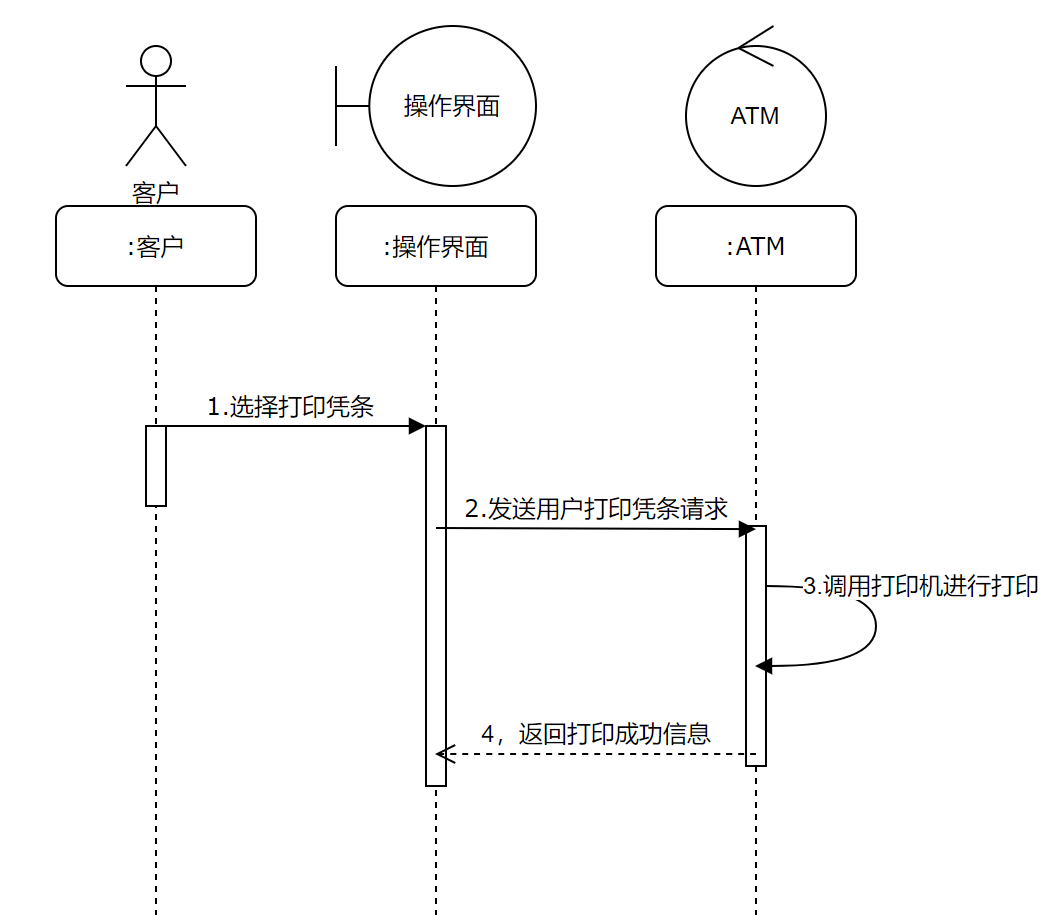 操作界面
ATM
客户
:客户
:操作界面
:ATM
1.选择打印凭条
2.发送用户打印凭条请求
3.调用打印机进行打印
4，返回打印成功信息